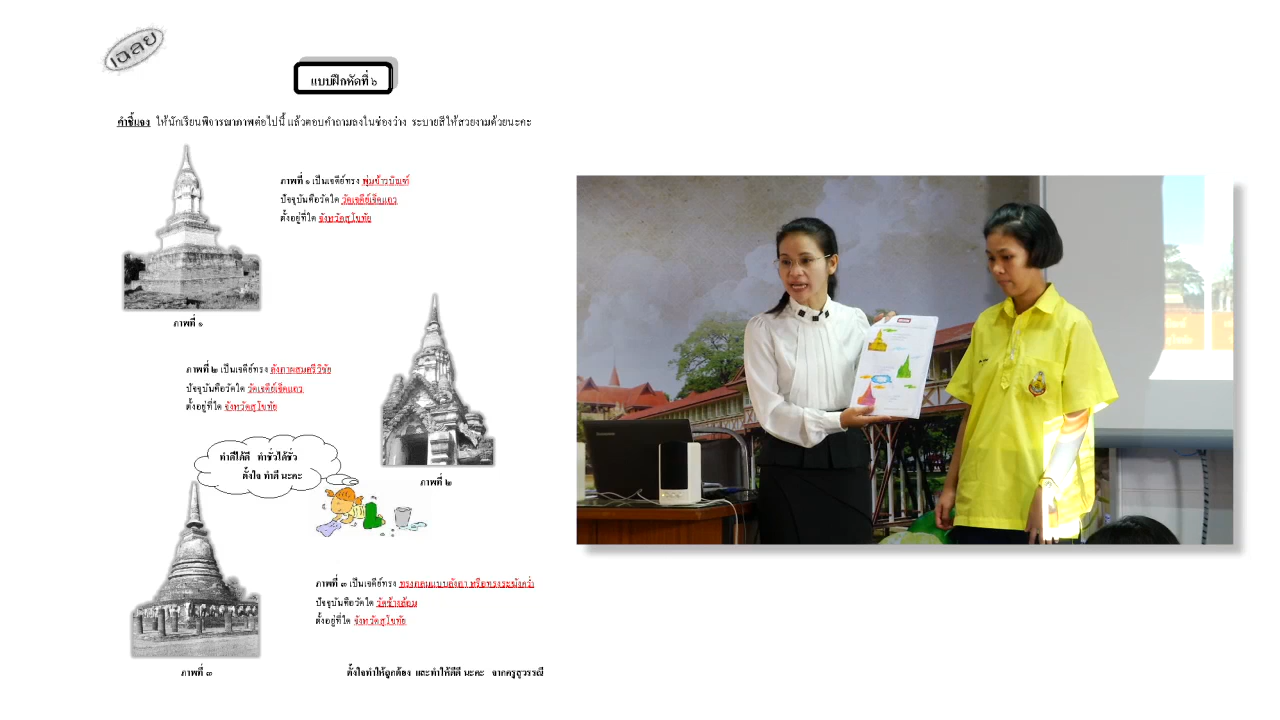 เฉลย
แบบฝึกหัดที่ ๖
คำชี้แจง ให้นักเรียนพิจารณาภาพต่อไปนี้ แล้วตอบคำถามลงในช่องว่าง ระบายสีให้สวยงามด้วยนะคะ
ภาพที่ ๑ เป็นเจดีย์ทรง พุ่มข้าวบิณฑ์
ปัจจุบันคือวัดใด วัดเจดีย์เจ็ดแถว
ตั้งอยู่ที่ใด จังหวัดสุโขทัย
ภาพที่ ๑
ภาพที่ ๒ เป็นเจดีย์ทรง ลังกาผสมศรีวิชัย
ปัจจุบันคือวัดใด วัดเจดีย์เจ็ดแถว
ตั้งอยู่ที่ใด จังหวัดสุโขทัย
ภาพที่ ๒
ทำดีได้ดี ทำชั่วได้ชั่ว
ตั้งใจ ทำดี นะคะ
ภาพที่ ๓ เป็นเจดีย์ทรง ทรงกลมแบบลังกา หรือทรงระฆังคว่ำ
ปัจจุบันคือวัดใด วัดช้างล้อม
ตั้งอยู่ที่ใด จังหวัดสุโขทัย
ภาพที่ ๓
ตั้งใจทำให้ถูกต้อง และทำให้ดีดี นะคะ จากครูสุวรรณี